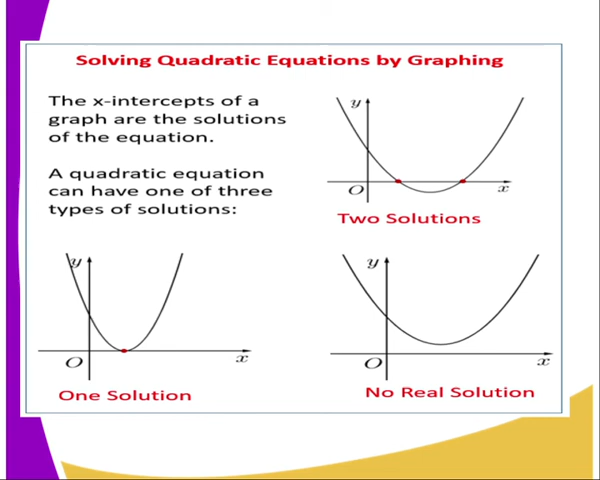 Solving Quadratic Equations by Graphing
The x-intercepts of a
graph are the solutions
of the equation.
A quadratic equation
can have one of three
types of solutions:
y
O
x
Two Solutions
y
O
x
One Solution
y
O
x
No Real Solution